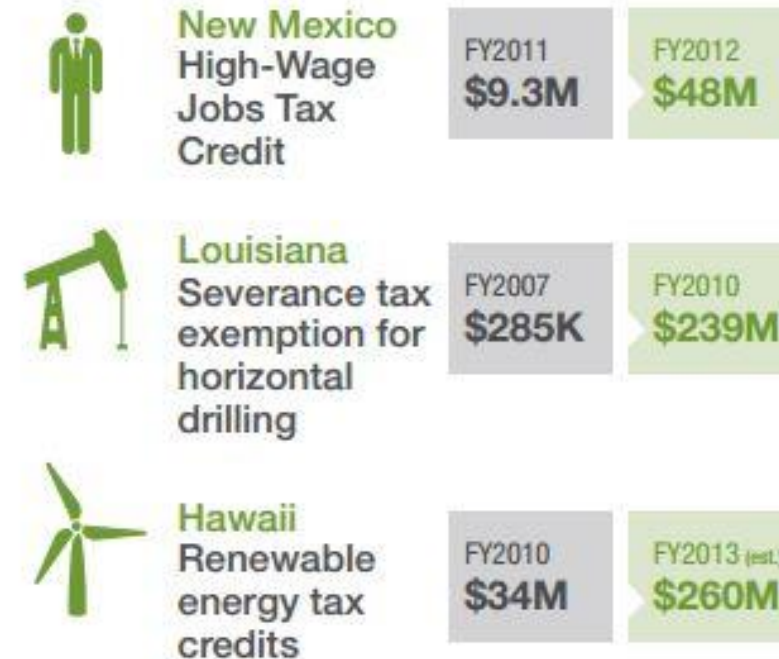 New Mexico
High-Wage
Jobs Tax
Credit
FY2011
$9.3M
FY2012
$48M
Louisiana
Severance tax
exemption for
horizontal
drilling
FY2007
$285K
FY2010
$239M
Hawaii
Renewable
energy tax
credits
FY2010
$34M
FY2013 (est.)
$260M